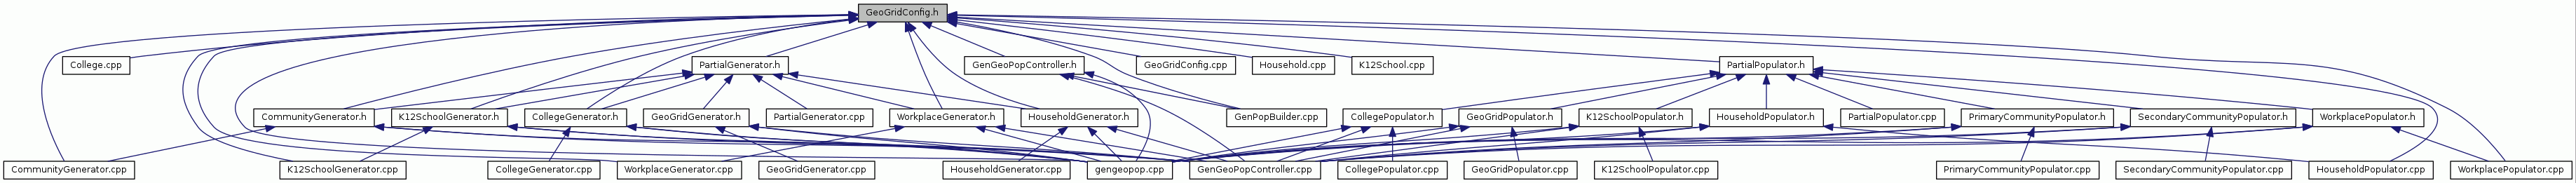 GeoGridConfig.h
College.cpp
PartialGenerator.h
GenGeoPopController.h
GeoGridConfig.cpp
Household.cpp
K12School.cpp
PartialPopulator.h
CommunityGenerator.h
K12SchoolGenerator.h
CollegeGenerator.h
GeoGridGenerator.h
PartialGenerator.cpp
WorkplaceGenerator.h
HouseholdGenerator.h
GenPopBuilder.cpp
CollegePopulator.h
GeoGridPopulator.h
K12SchoolPopulator.h
HouseholdPopulator.h
PartialPopulator.cpp
PrimaryCommunityPopulator.h
SecondaryCommunityPopulator.h
WorkplacePopulator.h
CommunityGenerator.cpp
K12SchoolGenerator.cpp
CollegeGenerator.cpp
WorkplaceGenerator.cpp
GeoGridGenerator.cpp
HouseholdGenerator.cpp
gengeopop.cpp
GenGeoPopController.cpp
CollegePopulator.cpp
GeoGridPopulator.cpp
K12SchoolPopulator.cpp
PrimaryCommunityPopulator.cpp
SecondaryCommunityPopulator.cpp
HouseholdPopulator.cpp
WorkplacePopulator.cpp